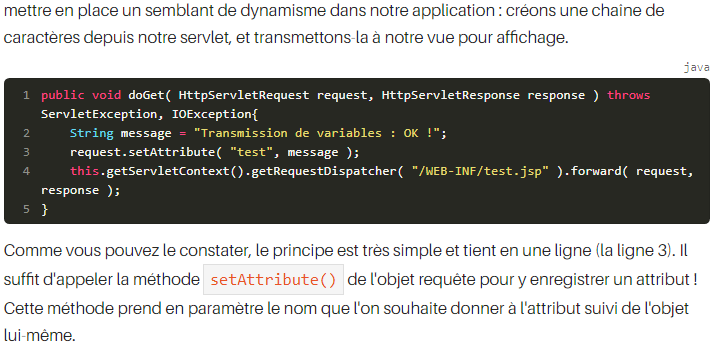 mettre en place un semblant de dynamisme dans notre application : créons une chaîne de
caractères depuis notre servlet, et transmettons-la à notre vue pour affichage.
java
1 public void doGet( HttpServletRequest request, HttpServletResponse response ) throws
ServletException, IOException{
2     String message = "Transmission de variables : OK !";
3     request.setAttribute( "test", message );
4     this.getServletContext().getRequestDispatcher( "/WEB-INF/test.jsp" ).forward( request,
response );
5 }
Comme vous pouvez le constater, le principe est très simple et tient en une ligne (la ligne 3). Il
suffit d'appeler la méthode setAttribute() de l'objet requête pour y enregistrer un attribut !
Cette méthode prend en paramètre le nom que l'on souhaite donner à l'attribut suivi de l'objet
lui-même.